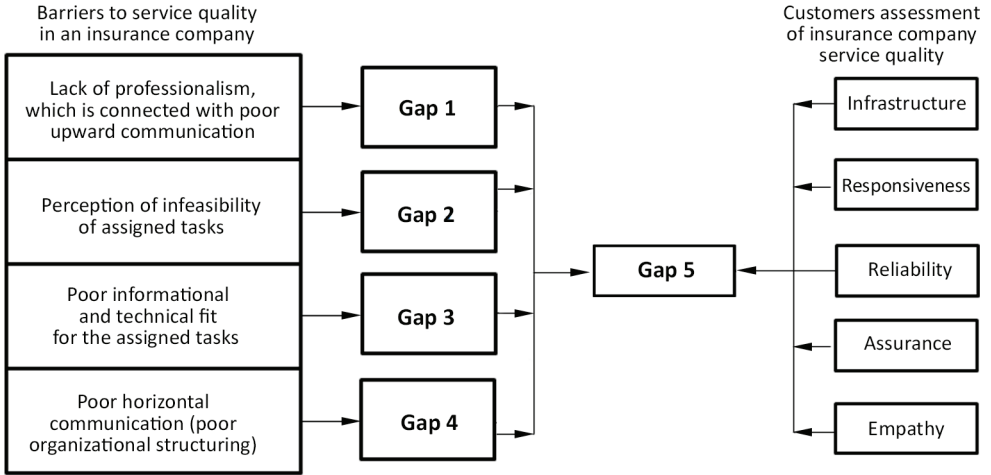 Barriers to service quality
in an insurance company
Lack of professionalism,
which is connected with poor
upward communication
Perception of infeasibility
of assigned tasks
Poor informational
and technical fit
for the assigned tasks
Poor horizontal
communication (poor
organizational structuring)
Gap 1
Gap 2
Gap 3
Gap 4
Gap 5
Customers assessment
of insurance company
service quality
Infrastructure
Responsiveness
Reliability
Assurance
Empathy